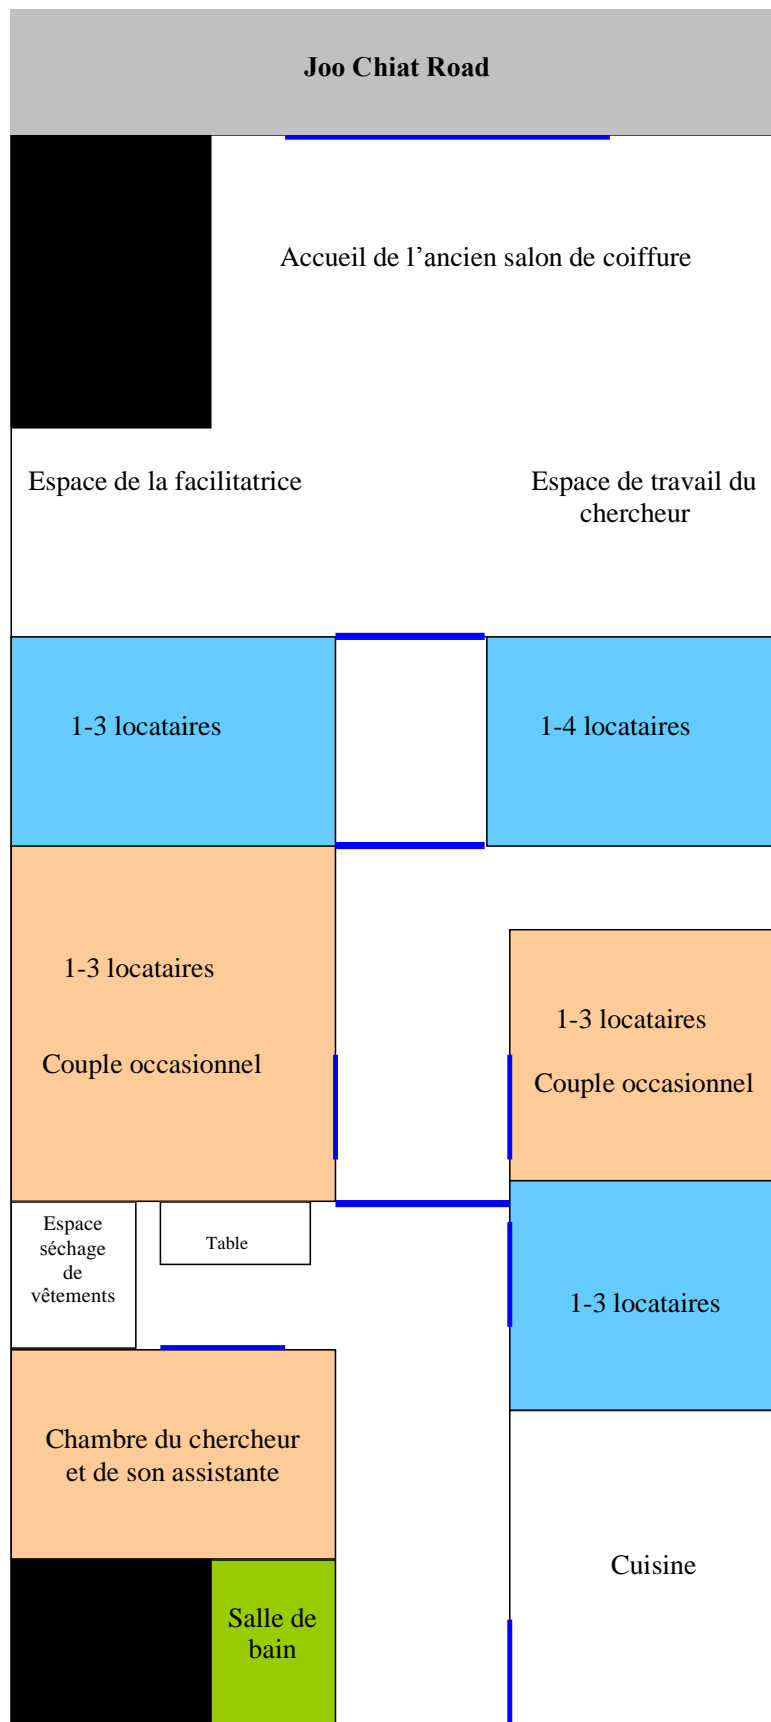 Joo Chiat Road
Accueil de l’ancien salon de coiffure
Espace de la facilitatrice
Espace de travail du
chercheur
1-3 locataires
1-4 locataires
1-3 locataires
Couple occasionnel
1-3 locataires
Couple occasionnel
Espace
séchage
de
vêtements
Table
1-3 locataires
Chambre du chercheur
et de son assistante
Cuisine
Salle de
bain